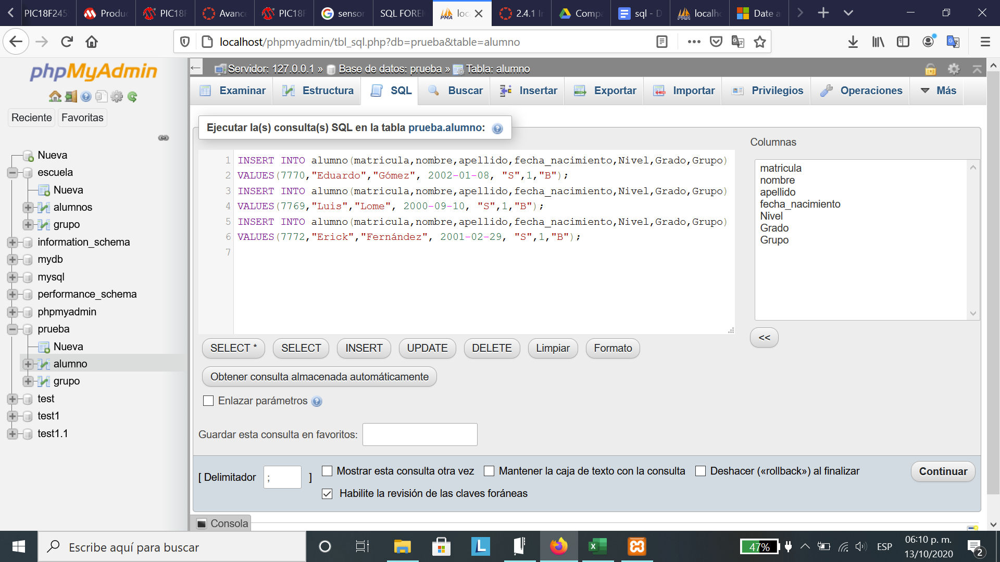 PIC18F245
Produ
PIC18F
Avance
PIC18F
sensor
SQL FOREI
loc
2.4.1 In
Compa
sql - D
localho
Date a
localhost/phpmyadmin/tbl_sql.php?db=prueba&table=alumno
phpMyAdmin
Reciente
Favoritas
Nueva
escuela
Nueva
alumnos
grupo
information_schema
mydb
mysql
performance_schema
phpmyadmin
prueba
Nueva
alumno
grupo
test
test1
test1.1
Servidor: 127.0.0.1 » Base de datos: prueba » Tabla: alumno
Examinar
Estructura
SQL
Buscar
Insertar
Exportar
Importar
Privilegios
Operaciones
Más
Ejecutar la(s) consulta(s) SQL en la tabla prueba.alumno:
1 INSERT INTO alumno(matricula,nombre,apellido,fecha_nacimiento,Nivel,Grado,Grupo)
2 VALUES(7770,"Eduardo","Gómez", 2002-01-08, "S",1,"B");
3 INSERT INTO alumno(matricula,nombre,apellido,fecha_nacimiento,Nivel,Grado,Grupo)
4 VALUES(7769,"Luis","Lome", 2000-09-10, "S",1,"B");
5 INSERT INTO alumno(matricula,nombre,apellido,fecha_nacimiento,Nivel,Grado,Grupo)
6 VALUES(7772,"Erick","Fernández", 2001-02-29, "S",1,"B");
7
Columnas
matricula
nombre
apellido
fecha_nacimiento
Nivel
Grado
Grupo
<<
SELECT *
SELECT
INSERT
UPDATE
DELETE
Limpiar
Formato
Obtener consulta almacenada automáticamente
Enlazar parámetros
Guardar esta consulta en favoritos:
[ Delimitador ; ]
Mostrar esta consulta otra vez
Mantener la caja de texto con la consulta
Deshacer («rollback») al finalizar
Continuar
Habilite la revisión de las claves foráneas
Consola
Escribe aquí para buscar
47%
ESP
06:10 p. m.
13/10/2020
2